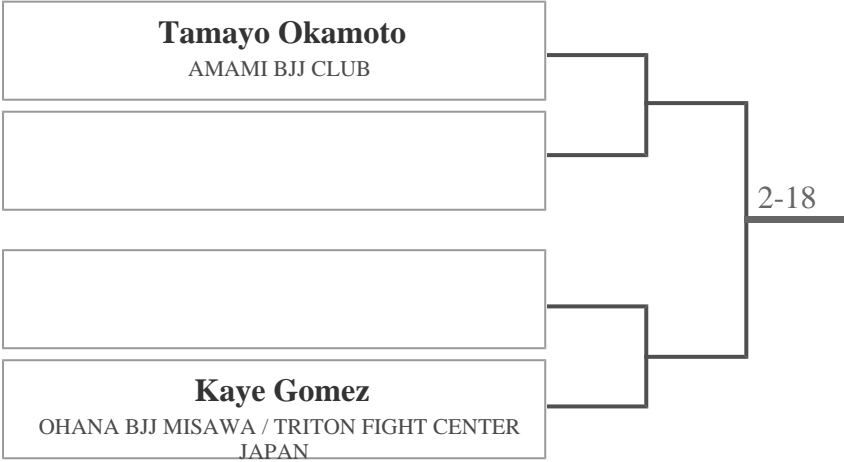 Tamayo Okamoto
AMAMI BJJ CLUB
2-18
Kaye Gomez
OHANA BJJ MISAWA / TRITON FIGHT CENTER
JAPAN